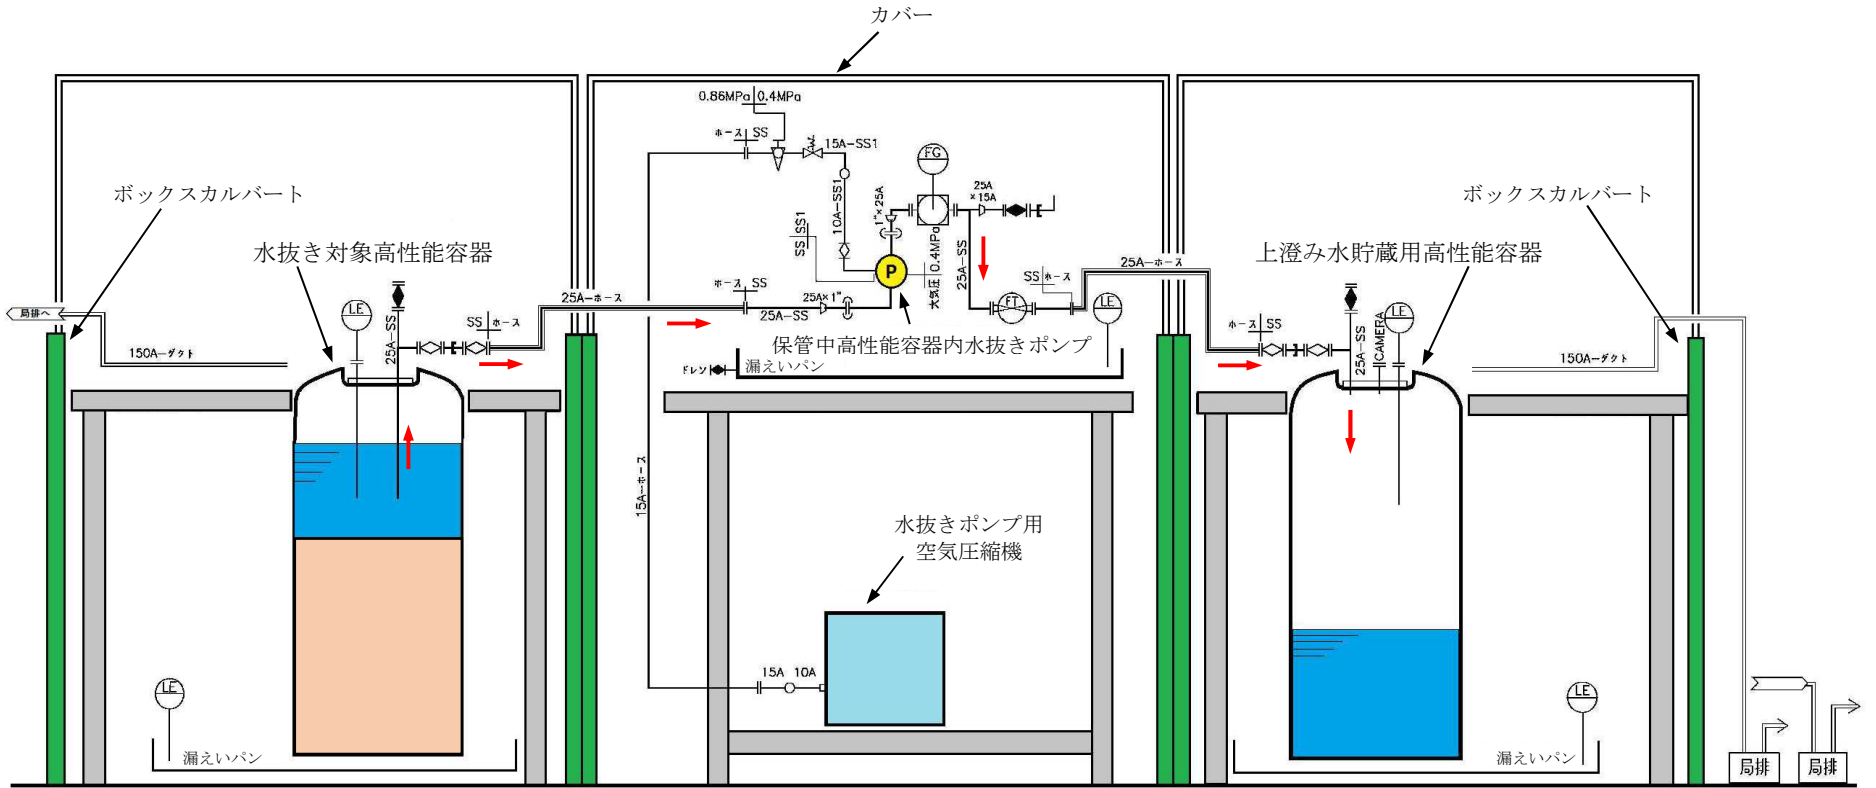 カバー
0.86MPa 0.4MPa
ホース SS
15A-SS1
FG
ボックスカルバート
ボックスカルバート
10A-SS1
1"×25A
25A
×15A
SS SS1
水抜き対象高性能容器
上澄み水貯蔵用高性能容器
P
大気圧 0.4MPa
25A-SS
25A-ホース
SS ホース
ホース SS
25A×1"
25A-SS
25A-ホース
FT
LE
局排へ
LE
25A-SS
SS ホース
保管中高性能容器内水抜きポンプ
ホース SS
25A-SS
CAMERA
LE
150A-ダクト
ドレン
漏えいパン
150A-ダクト
15A-ホース
水抜きポンプ用
空気圧縮機
15A 10A
LE
漏えいパン
LE
漏えいパン
局排
局排